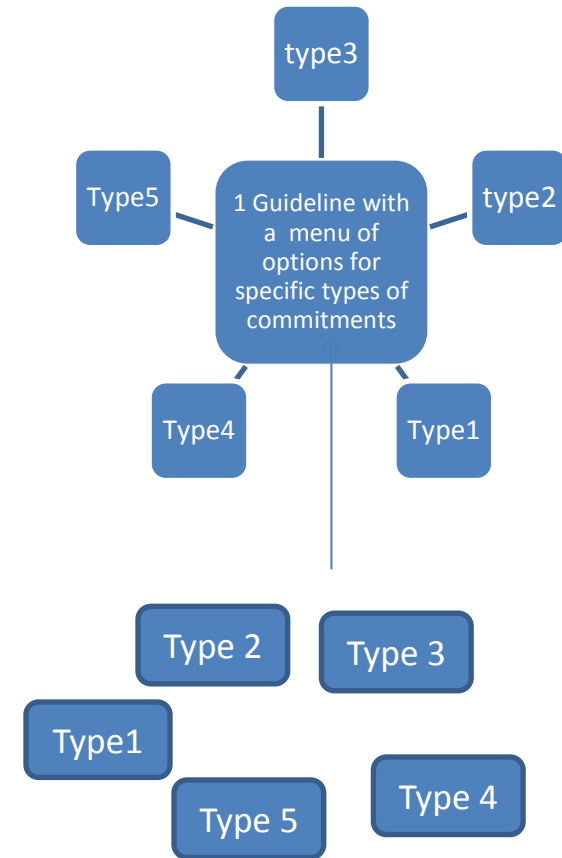 type3
Type5
1 Guideline with
a menu of
options for
specific types of
commitments
type2
Type4
Type1
Type 2
Type 3
Type1
Type 4
Type 5